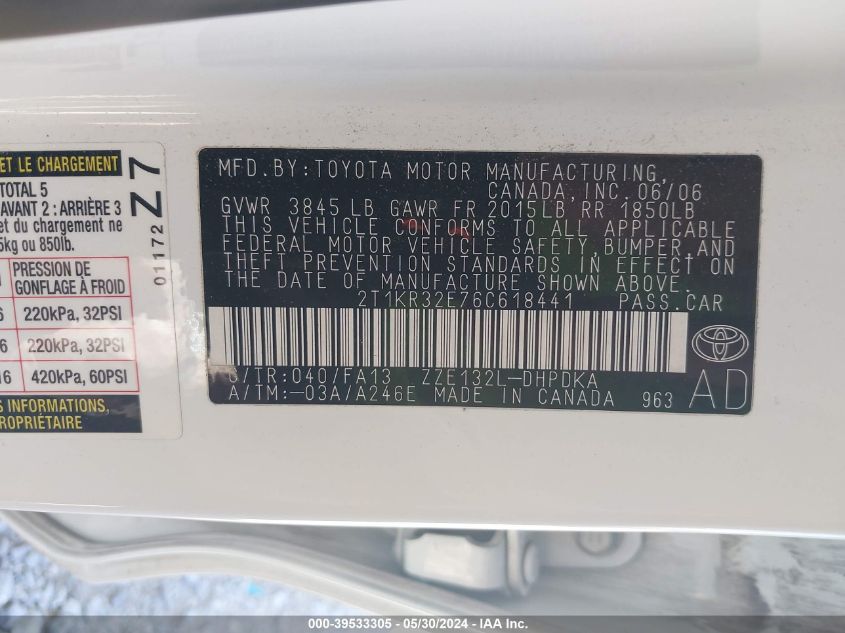 ET LE CHARGEMENT
TOTAL 5
AVANT 2 : ARRIÈRE 3
et du chargement ne
5kg ou 850lb.
PRESSION DE
GONFLAGE À FROID
6 220kPa, 32PSI
6 220kPa, 32PSI
16 420kPa, 60PSI
S INFORMATIONS,
ROPRIÉTAIRE
01172 Z7
MFD.BY:TOYOTA MOTOR MANUFACTURING,
CANADA,INC. 06/06
GVWR 3845 LB GAWR FR 2015LB RR 1850LB
THIS VEHICLE CONFORMS TO ALL APPLICABLE
FEDERAL MOTOR VEHICLE SAFETY,BUMPER,AND
THEFT PREVENTION STANDARDS IN EFFECT ON
THE DATE OF MANUFACTURE SHOWN ABOVE.
2T1KR32E76C618441 PASS.CAR
C/TR:040/FA13 ZZE132L-DHPDKA
A/TM:-03A/A246E MADE IN CANADA 963
AD
000-39533305 - 05/30/2024 - IAA Inc.